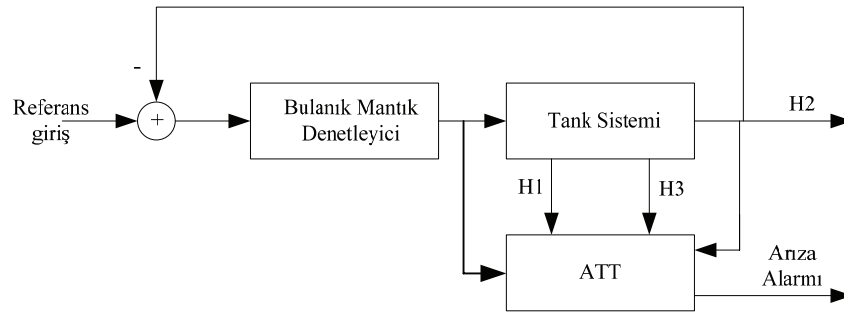 -
Referans
giriş
+
Bulanık Mantık
Denetleyici
Tank Sistemi
H2
H1
H3
ATT
Arıza
Alarmı